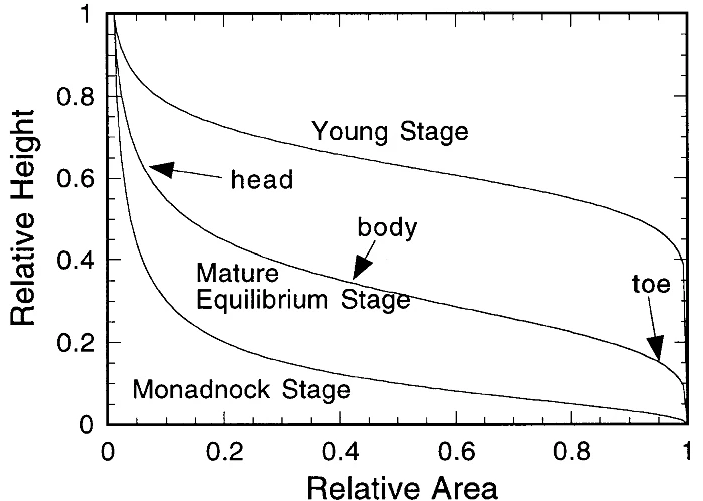 1
0.8
0.6
0.4
0.2
0
Relative Height
Young Stage
head
body
Mature
Equilibrium Stage
toe
Monadnock Stage
0
0.2
0.4
0.6
0.8
1
Relative Area